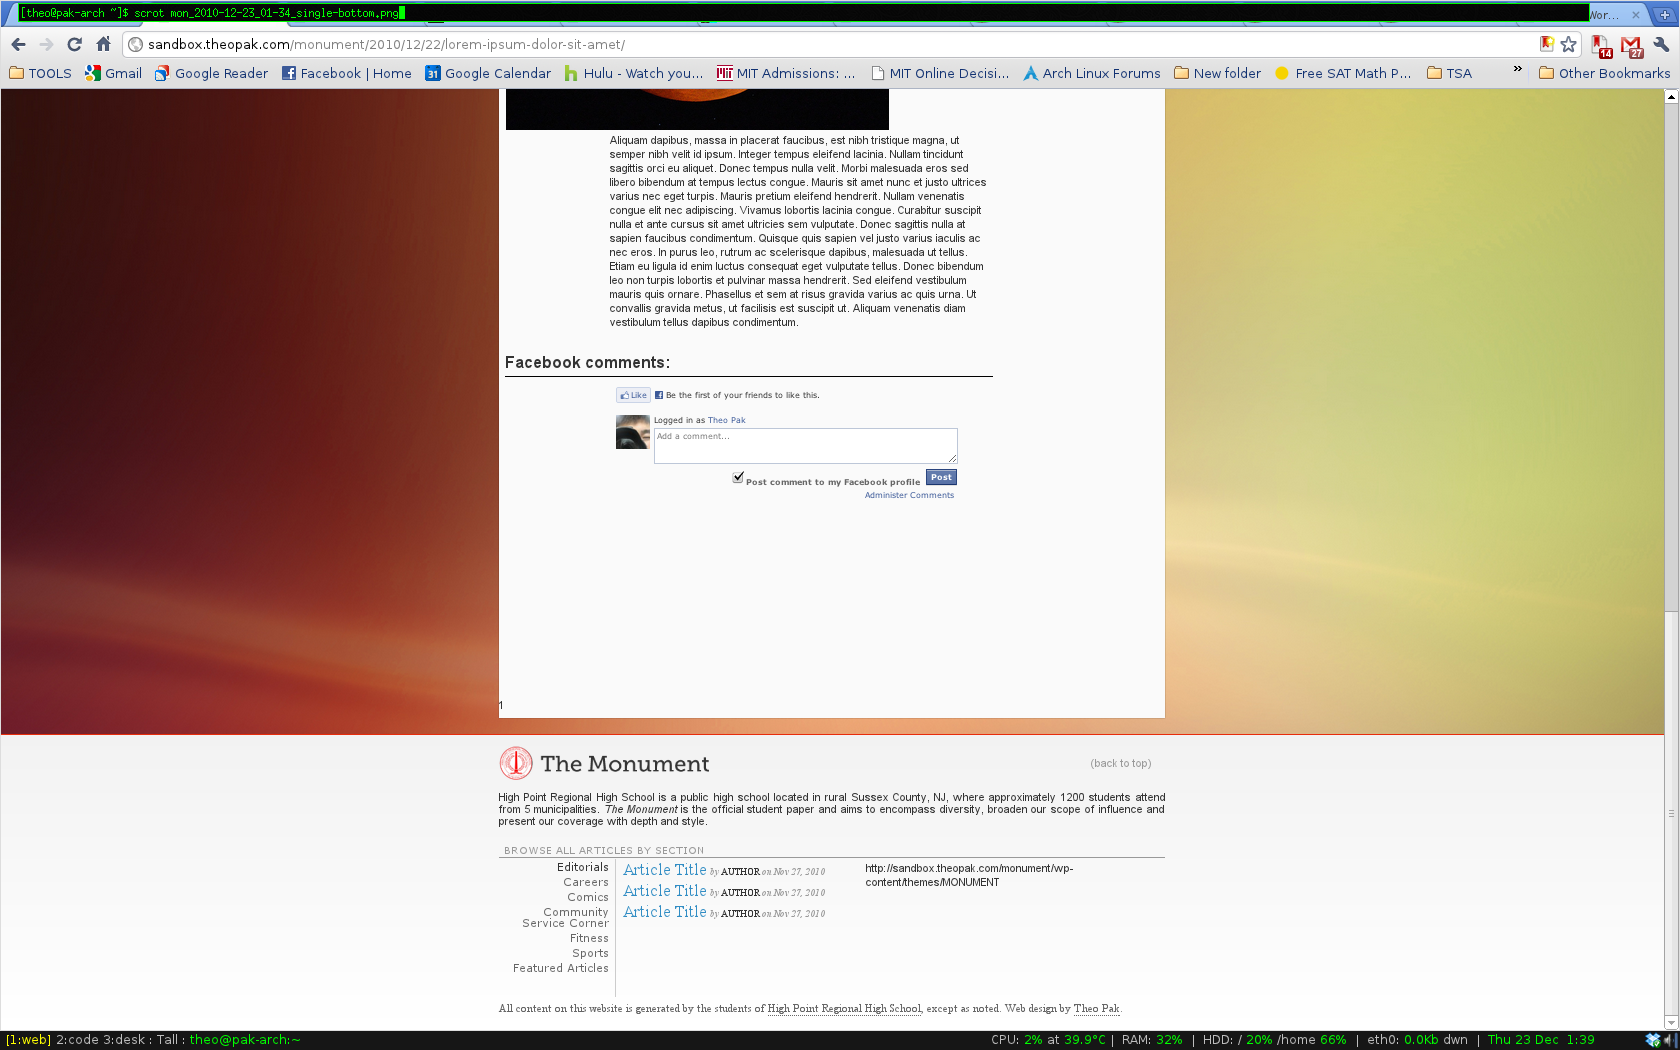 [theo@pak-arch ~]$ scrot mon_2010-12-23_01-34_single-bottom.png
Wor...
sandbox.theopak.com/monument/2010/12/22/lorem-ipsum-dolor-sit-amet/
14
27
TOOLS Gmail Google Reader Facebook | Home 31 Google Calendar Hulu - Watch you... MIT Admissions: ... MIT Online Decisi... Arch Linux Forums New folder Free SAT Math P... TSA » Other Bookmarks
Aliquam dapibus, massa in placerat faucibus, est nibh tristique magna, ut
semper nibh velit id ipsum. Integer tempus eleifend lacinia. Nullam tincidunt
sagittis orci eu aliquet. Donec tempus nulla velit. Morbi malesuada eros sed
libero bibendum at tempus lectus congue. Mauris sit amet nunc et justo ultrices
varius nec eget turpis. Mauris pretium eleifend hendrerit. Nullam venenatis
congue elit nec adipiscing. Vivamus lobortis lacinia congue. Curabitur suscipit
nulla et ante cursus sit amet ultricies sem vulputate. Donec sagittis nulla at
sapien faucibus condimentum. Quisque quis sapien vel justo varius iaculis ac
nec eros. In purus leo, rutrum ac scelerisque dapibus, malesuada ut tellus.
Etiam eu ligula id enim luctus consequat eget vulputate tellus. Donec bibendum
leo non turpis lobortis et pulvinar massa hendrerit. Sed eleifend vestibulum
mauris quis ornare. Phasellus et sem at risus gravida varius ac quis urna. Ut
convallis gravida metus, ut facilisis est suscipit ut. Aliquam venenatis diam
vestibulum tellus dapibus condimentum.
Facebook comments:
Like Be the first of your friends to like this.
Logged in as Theo Pak
Add a comment...
Post comment to my Facebook profile Post
Administer Comments
1
The Monument
(back to top)
High Point Regional High School is a public high school located in rural Sussex County, NJ, where approximately 1200 students attend
from 5 municipalities. The Monument is the official student paper and aims to encompass diversity, broaden our scope of influence and
present our coverage with depth and style.
BROWSE ALL ARTICLES BY SECTION
Editorials
Careers
Comics
Community
Service Corner
Fitness
Sports
Featured Articles
Article Title by AUTHOR on Nov 27, 2010
Article Title by AUTHOR on Nov 27, 2010
Article Title by AUTHOR on Nov 27, 2010
http://sandbox.theopak.com/monument/wp-
content/themes/MONUMENT
All content on this website is generated by the students of High Point Regional High School, except as noted. Web design by Theo Pak.
[1:web] 2:code 3:desk : Tall : theo@pak-arch:~
CPU: 2% at 39.9°C | RAM: 32% | HDD: / 20% /home 66% | eth0: 0.0Kb dwn | Thu 23 Dec 1:39